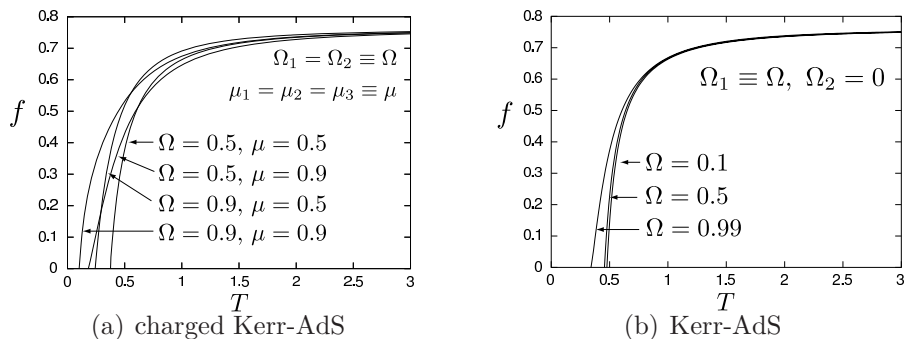 0.8
0.7
0.6
0.5
0.4
0.3
0.2
0.1
0
f
Ω₁ = Ω₂ ≡ Ω
μ₁ = μ₂ = μ₃ ≡ μ
Ω = 0.5, μ = 0.5
Ω = 0.5, μ = 0.9
Ω = 0.9, μ = 0.5
Ω = 0.9, μ = 0.9
0 0.5 1 1.5 2 2.5 3
T
(a) charged Kerr-AdS
0.8
0.7
0.6
0.5
0.4
0.3
0.2
0.1
0
f
Ω₁ ≡ Ω, Ω₂ = 0
Ω = 0.1
Ω = 0.5
Ω = 0.99
0 0.5 1 1.5 2 2.5 3
T
(b) Kerr-AdS